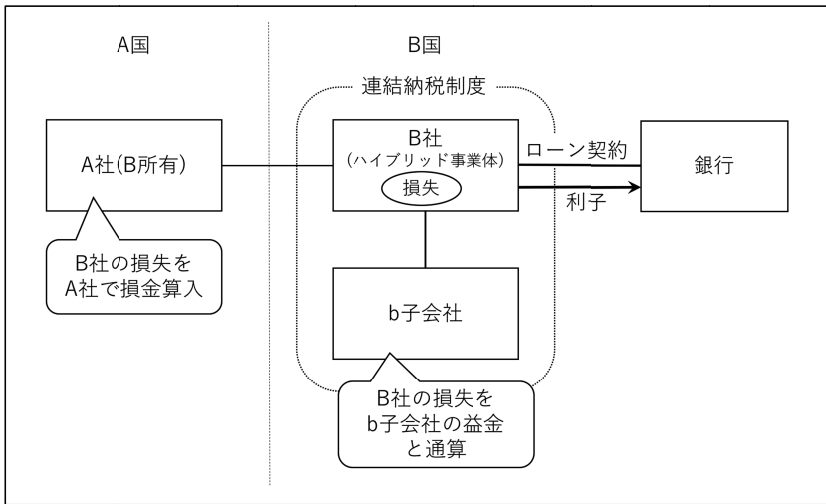 A国
B国
連結納税制度
A社(B所有)
B社
(ハイブリッド事業体)
損失
ローン契約
利子
銀行
B社の損失を
A社で損金算入
b子会社
B社の損失を
b子会社の益金
と通算